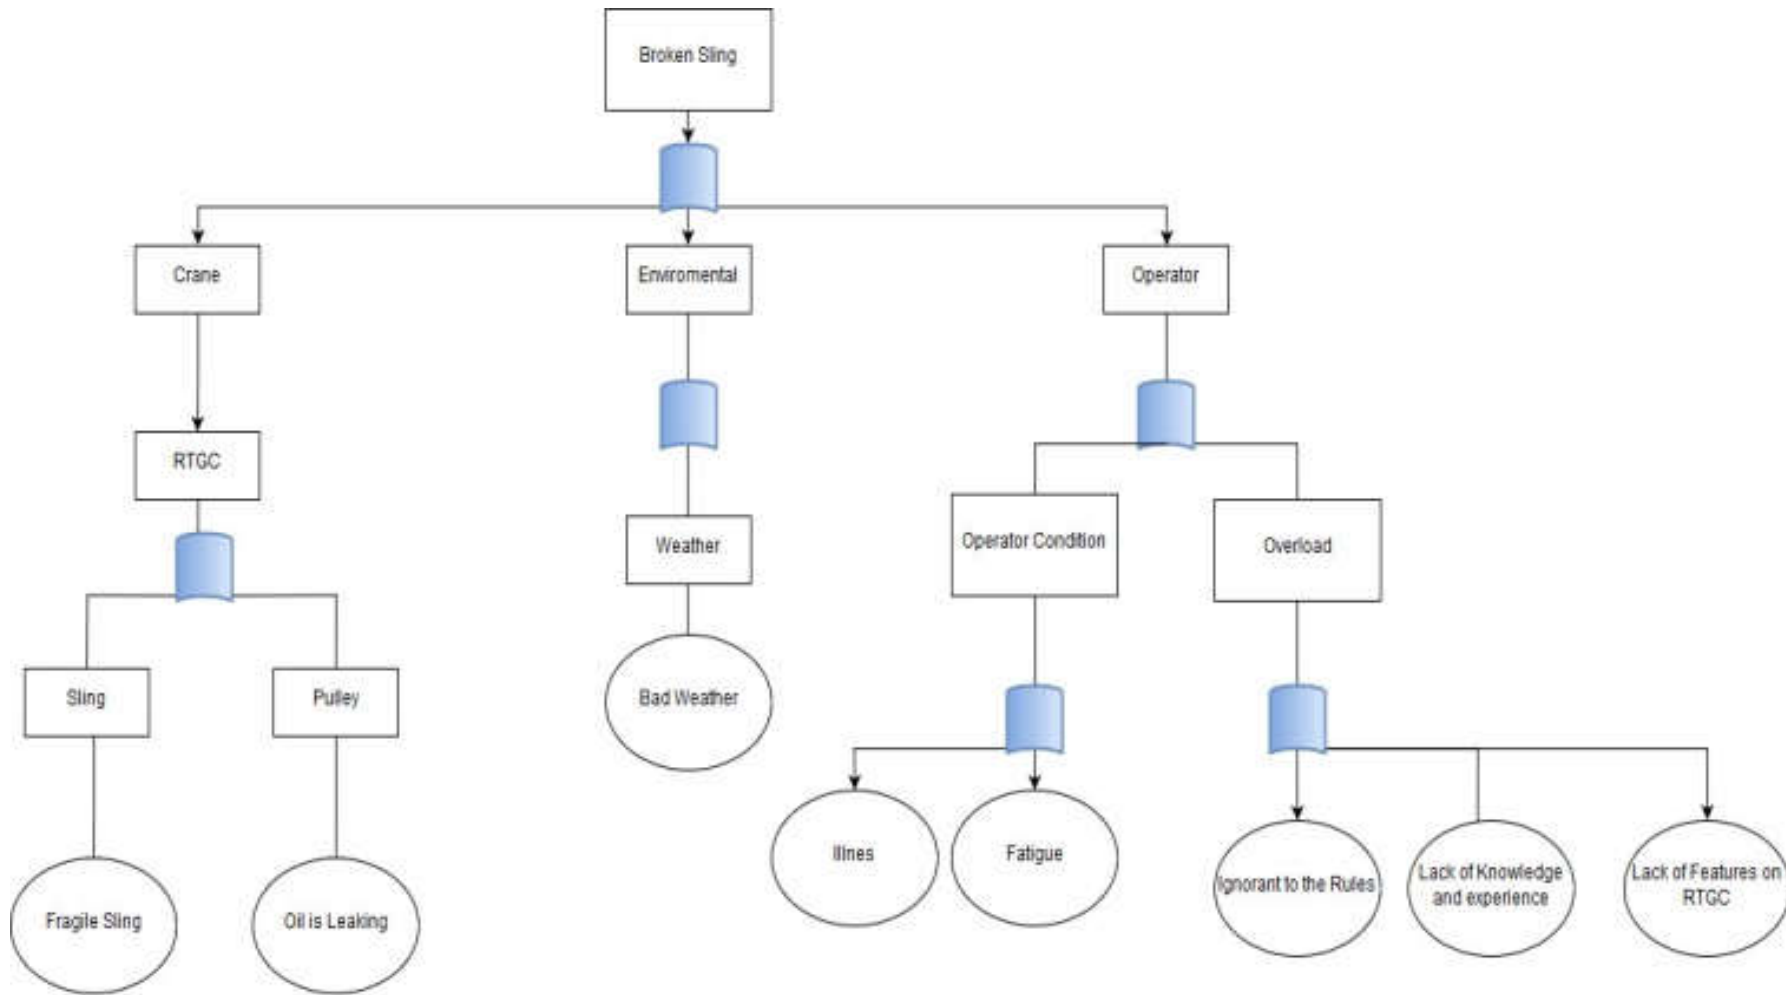 Broken Sling
Crane
Enviromental
Operator
RTGC
Weather
Operator Condition
Overload
Sling
Pulley
Bad Weather
Illnes
Fatigue
Ignorant to the Rules
Lack of Knowledge
and experience
Lack of Features on
RTGC
Fragile Sling
Oil is Leaking